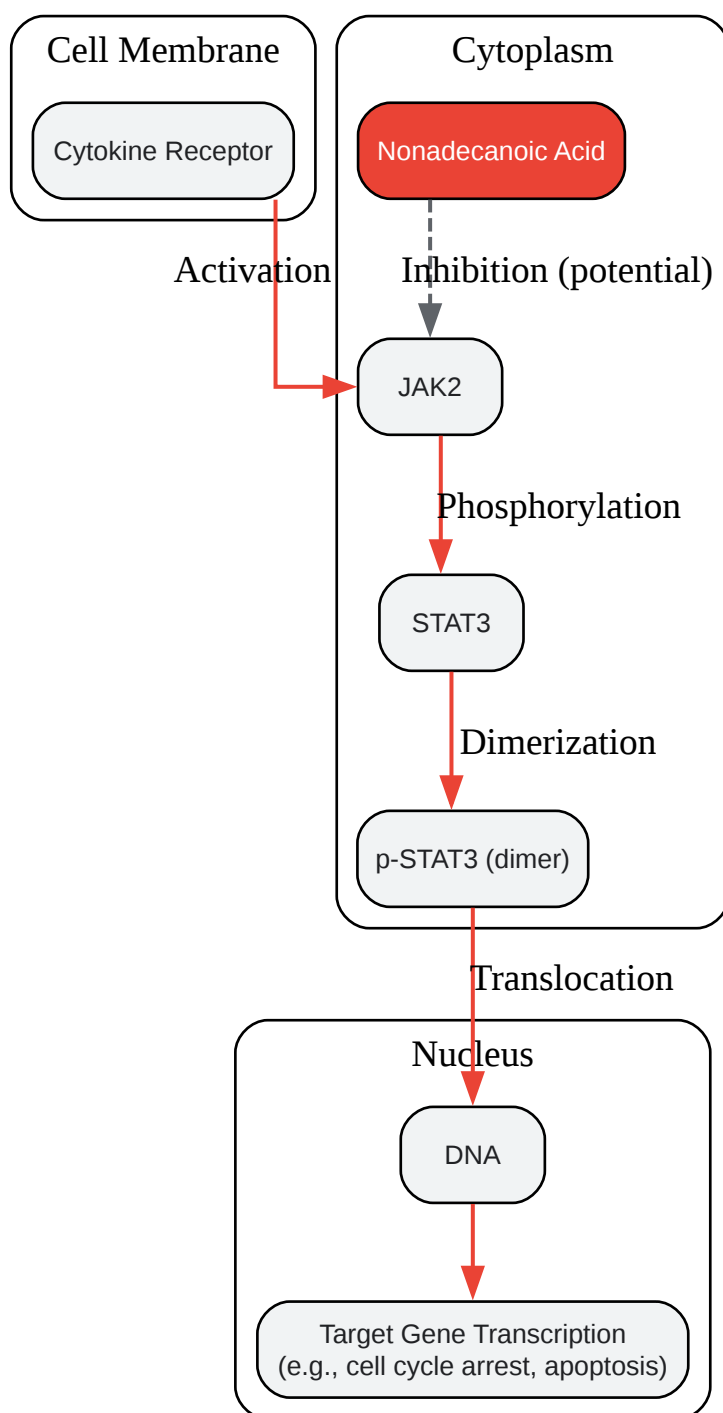 Cell Membrane
Cytokine Receptor
Cytoplasm
Nonadecanoic Acid
Activation
Inhibition (potential)
JAK2
Phosphorylation
STAT3
Dimerization
p-STAT3 (dimer)
Translocation
Nucleus
DNA
Target Gene Transcription
(e.g., cell cycle arrest, apoptosis)